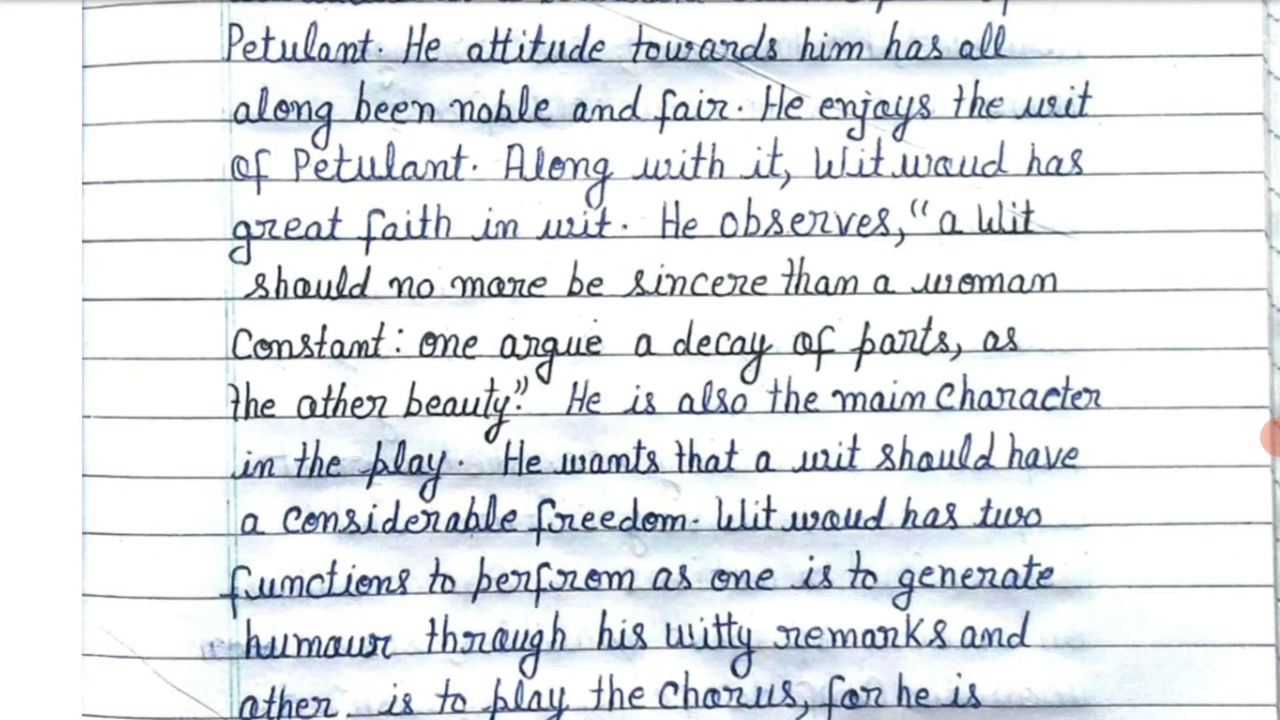 Petulant. He attitude towards him has all
along been noble and fair. He enjoys the wit
of Petulant. Along with it, Witwoud has
great faith in wit. He observes, "a Wit
should no more be sincere than a woman
Constant: one argue a decay of parts, as
the other beauty." He is also the main Character
in the play. He wants that a wit should have
a considerable freedom. Witwoud has two
functions to perfrom as one is to generate
humour through his witty remarks and
other is to play the Chorus, for he is